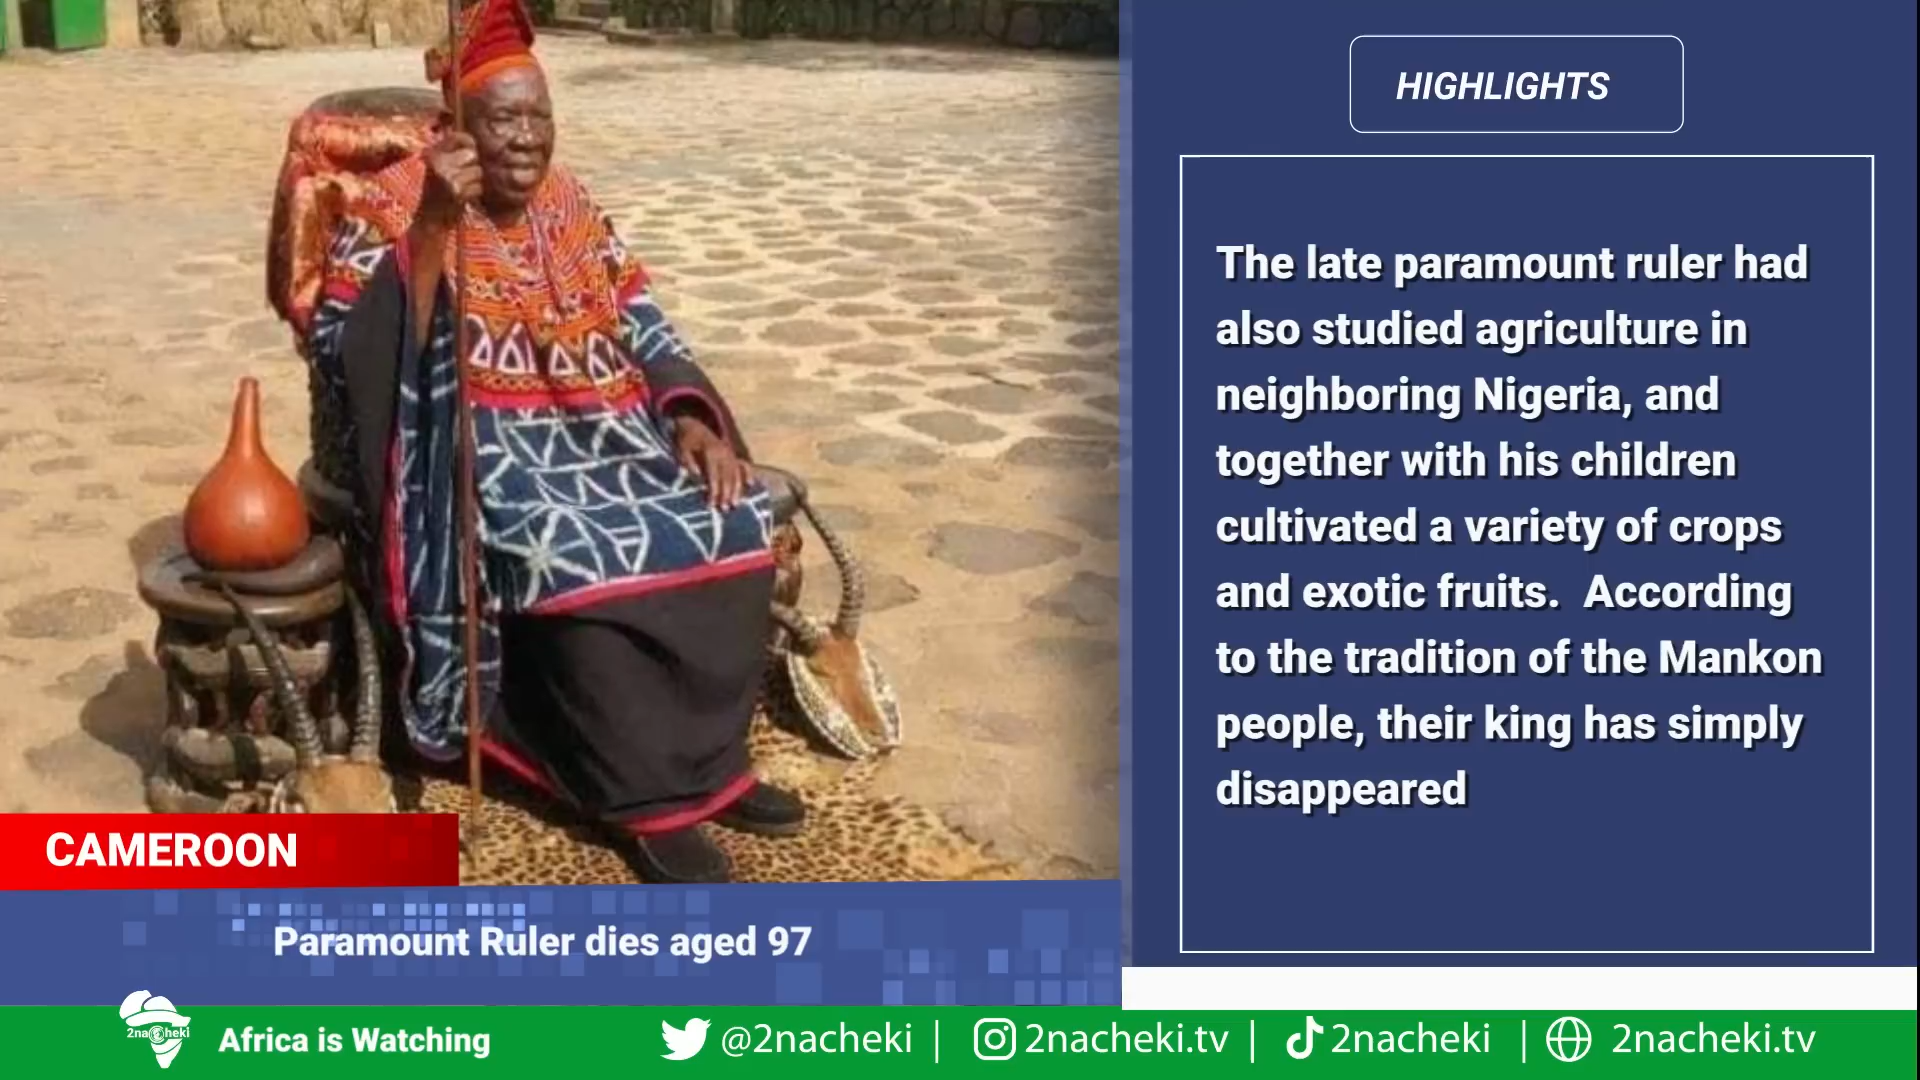 HIGHLIGHTS
The late paramount ruler had
also studied agriculture in
neighboring Nigeria, and
together with his children
cultivated a variety of crops
and exotic fruits.  According
to the tradition of the Mankon
people, their king has simply
disappeared
CAMEROON
Paramount Ruler dies aged 97
2nacheki
Africa is Watching
@2nacheki | 2nacheki.tv | 2nacheki | 2nacheki.tv